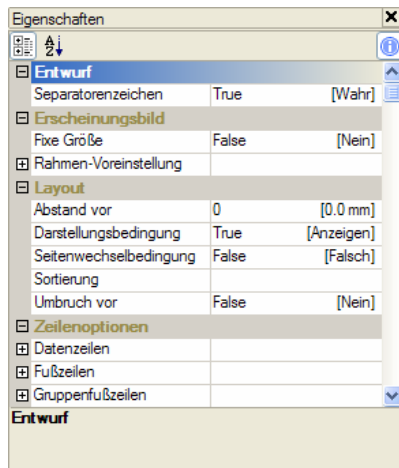 Eigenschaften
Entwurf
Separatorenzeichen True [Wahr]
Erscheinungsbild
Fixe Größe False [Nein]
Rahmen-Voreinstellung
Layout
Abstand vor 0 [0.0 mm]
Darstellungsbedingung True [Anzeigen]
Seitenwechselbedingung False [Falsch]
Sortierung
Umbruch vor False [Nein]
Zeilenoptionen
Datenzeilen
Fußzeilen
Gruppenfußzeilen
Entwurf